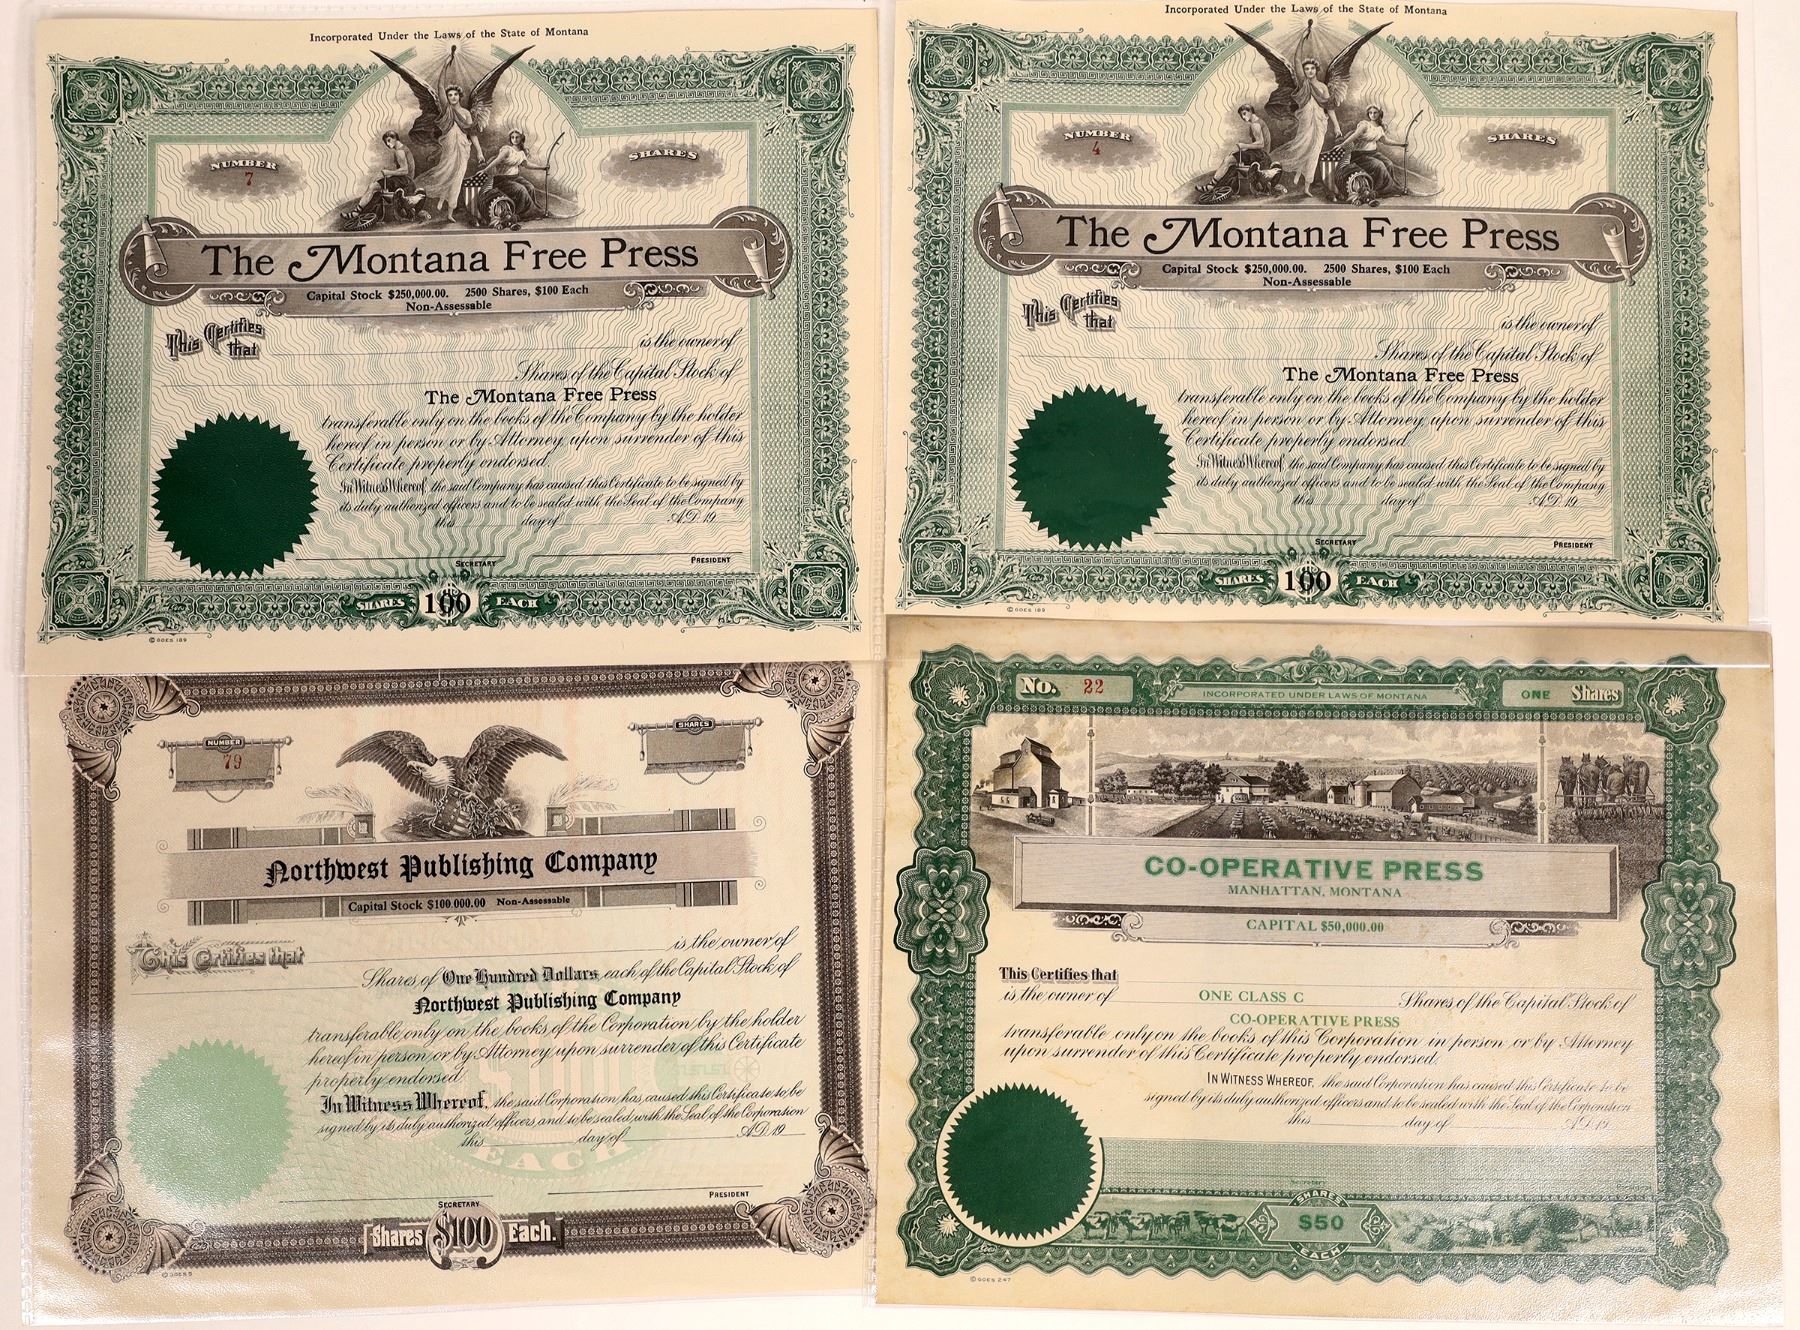 Incorporated Under the Laws of the State of Montana
NUMBER
7
SHARES
The Montana Free Press
Capital Stock $250,000.00. 2500 Shares, $100 Each
Non-Assessable
This Certifies that
is the owner of
Shares of the Capital Stock of
The Montana Free Press
transferable only on the books of the Company by the holder
hereof in person or by Attorney upon surrender of this
Certificate properly endorsed.
In Witness Whereof, the said Company has caused this Certificate to be signed by
its duly authorized officers and to be sealed with the Seal of the Company
this day of A.D. 19
SECRETARY
PRESIDENT
SHARES 100 EACH
© GOES 189
Incorporated Under the Laws of the State of Montana
NUMBER
4
SHARES
The Montana Free Press
Capital Stock $250,000.00. 2500 Shares, $100 Each
Non-Assessable
This Certifies that
is the owner of
Shares of the Capital Stock of
The Montana Free Press
transferable only on the books of the Company by the holder
hereof in person or by Attorney upon surrender of this
Certificate properly endorsed.
In Witness Whereof, the said Company has caused this Certificate to be signed by
its duly authorized officers and to be sealed with the Seal of the Company
this day of A.D. 19
SECRETARY
PRESIDENT
SHARES 100 EACH
© GOES 189
NUMBER
79
SHARES
Northwest Publishing Company
Capital Stock $100.000.00 Non-Assessable
This Certifies that
is the owner of
Shares of One Hundred Dollars each of the Capital Stock of
Northwest Publishing Company
transferable only on the books of the Corporation by the holder
hereof in person or by Attorney upon surrender of this Certificate
properly endorsed.
In Witness Whereof, the said Corporation has caused this Certificate to be
signed by its duly authorized officers and to be sealed with the Seal of the Corporation
this day of A.D. 19
EACH
SECRETARY
PRESIDENT
Shares $100 Each.
No. 22
INCORPORATED UNDER LAWS OF MONTANA
ONE Shares
CO-OPERATIVE PRESS
MANHATTAN, MONTANA
CAPITAL $50,000.00
This Certifies that
is the owner of ONE CLASS C Shares of the Capital Stock of
CO-OPERATIVE PRESS
transferable only on the books of this Corporation in person or by Attorney
upon surrender of this Certificate properly endorsed.
IN WITNESS WHEREOF, the said Corporation has caused this Certificate to be
signed by its duly authorized officers and to be sealed with the Seal of the Corporation
this day of A.D. 19
Secretary
SHARES
$50
EACH
© GOES 247